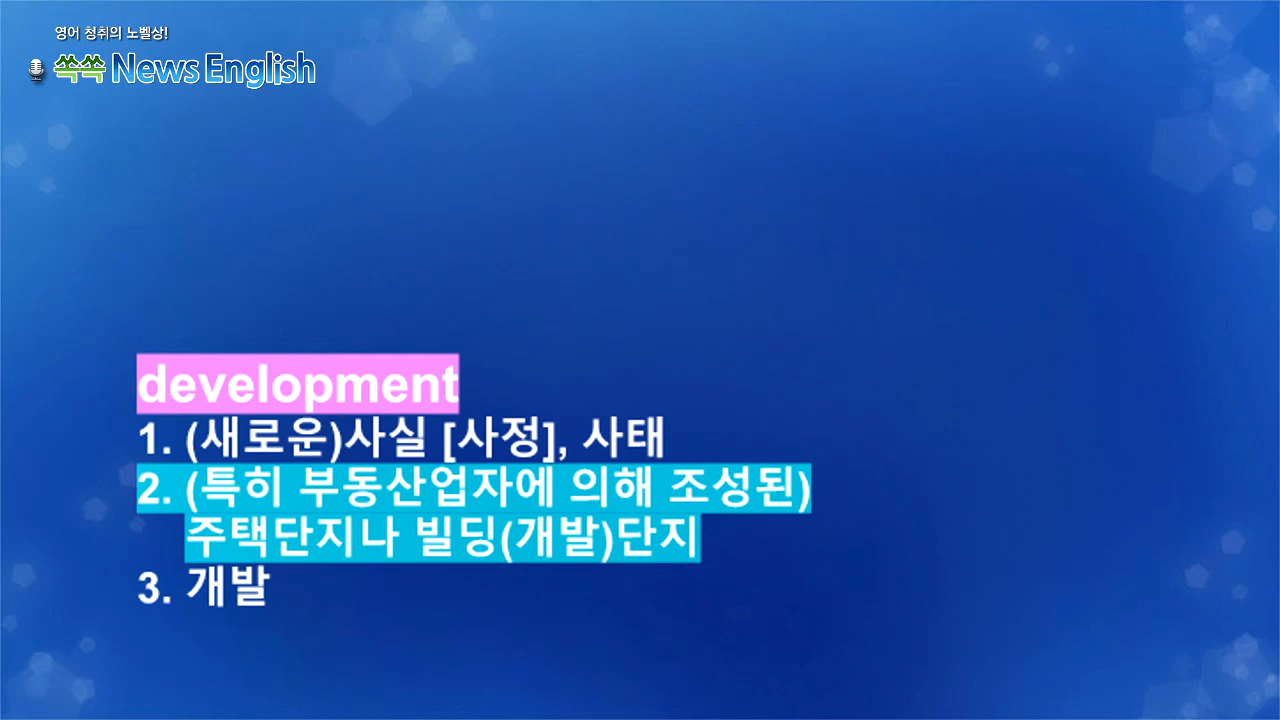 영어 청취의 노벨상!
쏙쏙 News English
development
1. (새로운)사실 [사정], 사태
2. (특히 부동산업자에 의해 조성된)
주택단지나 빌딩(개발)단지
3. 개발